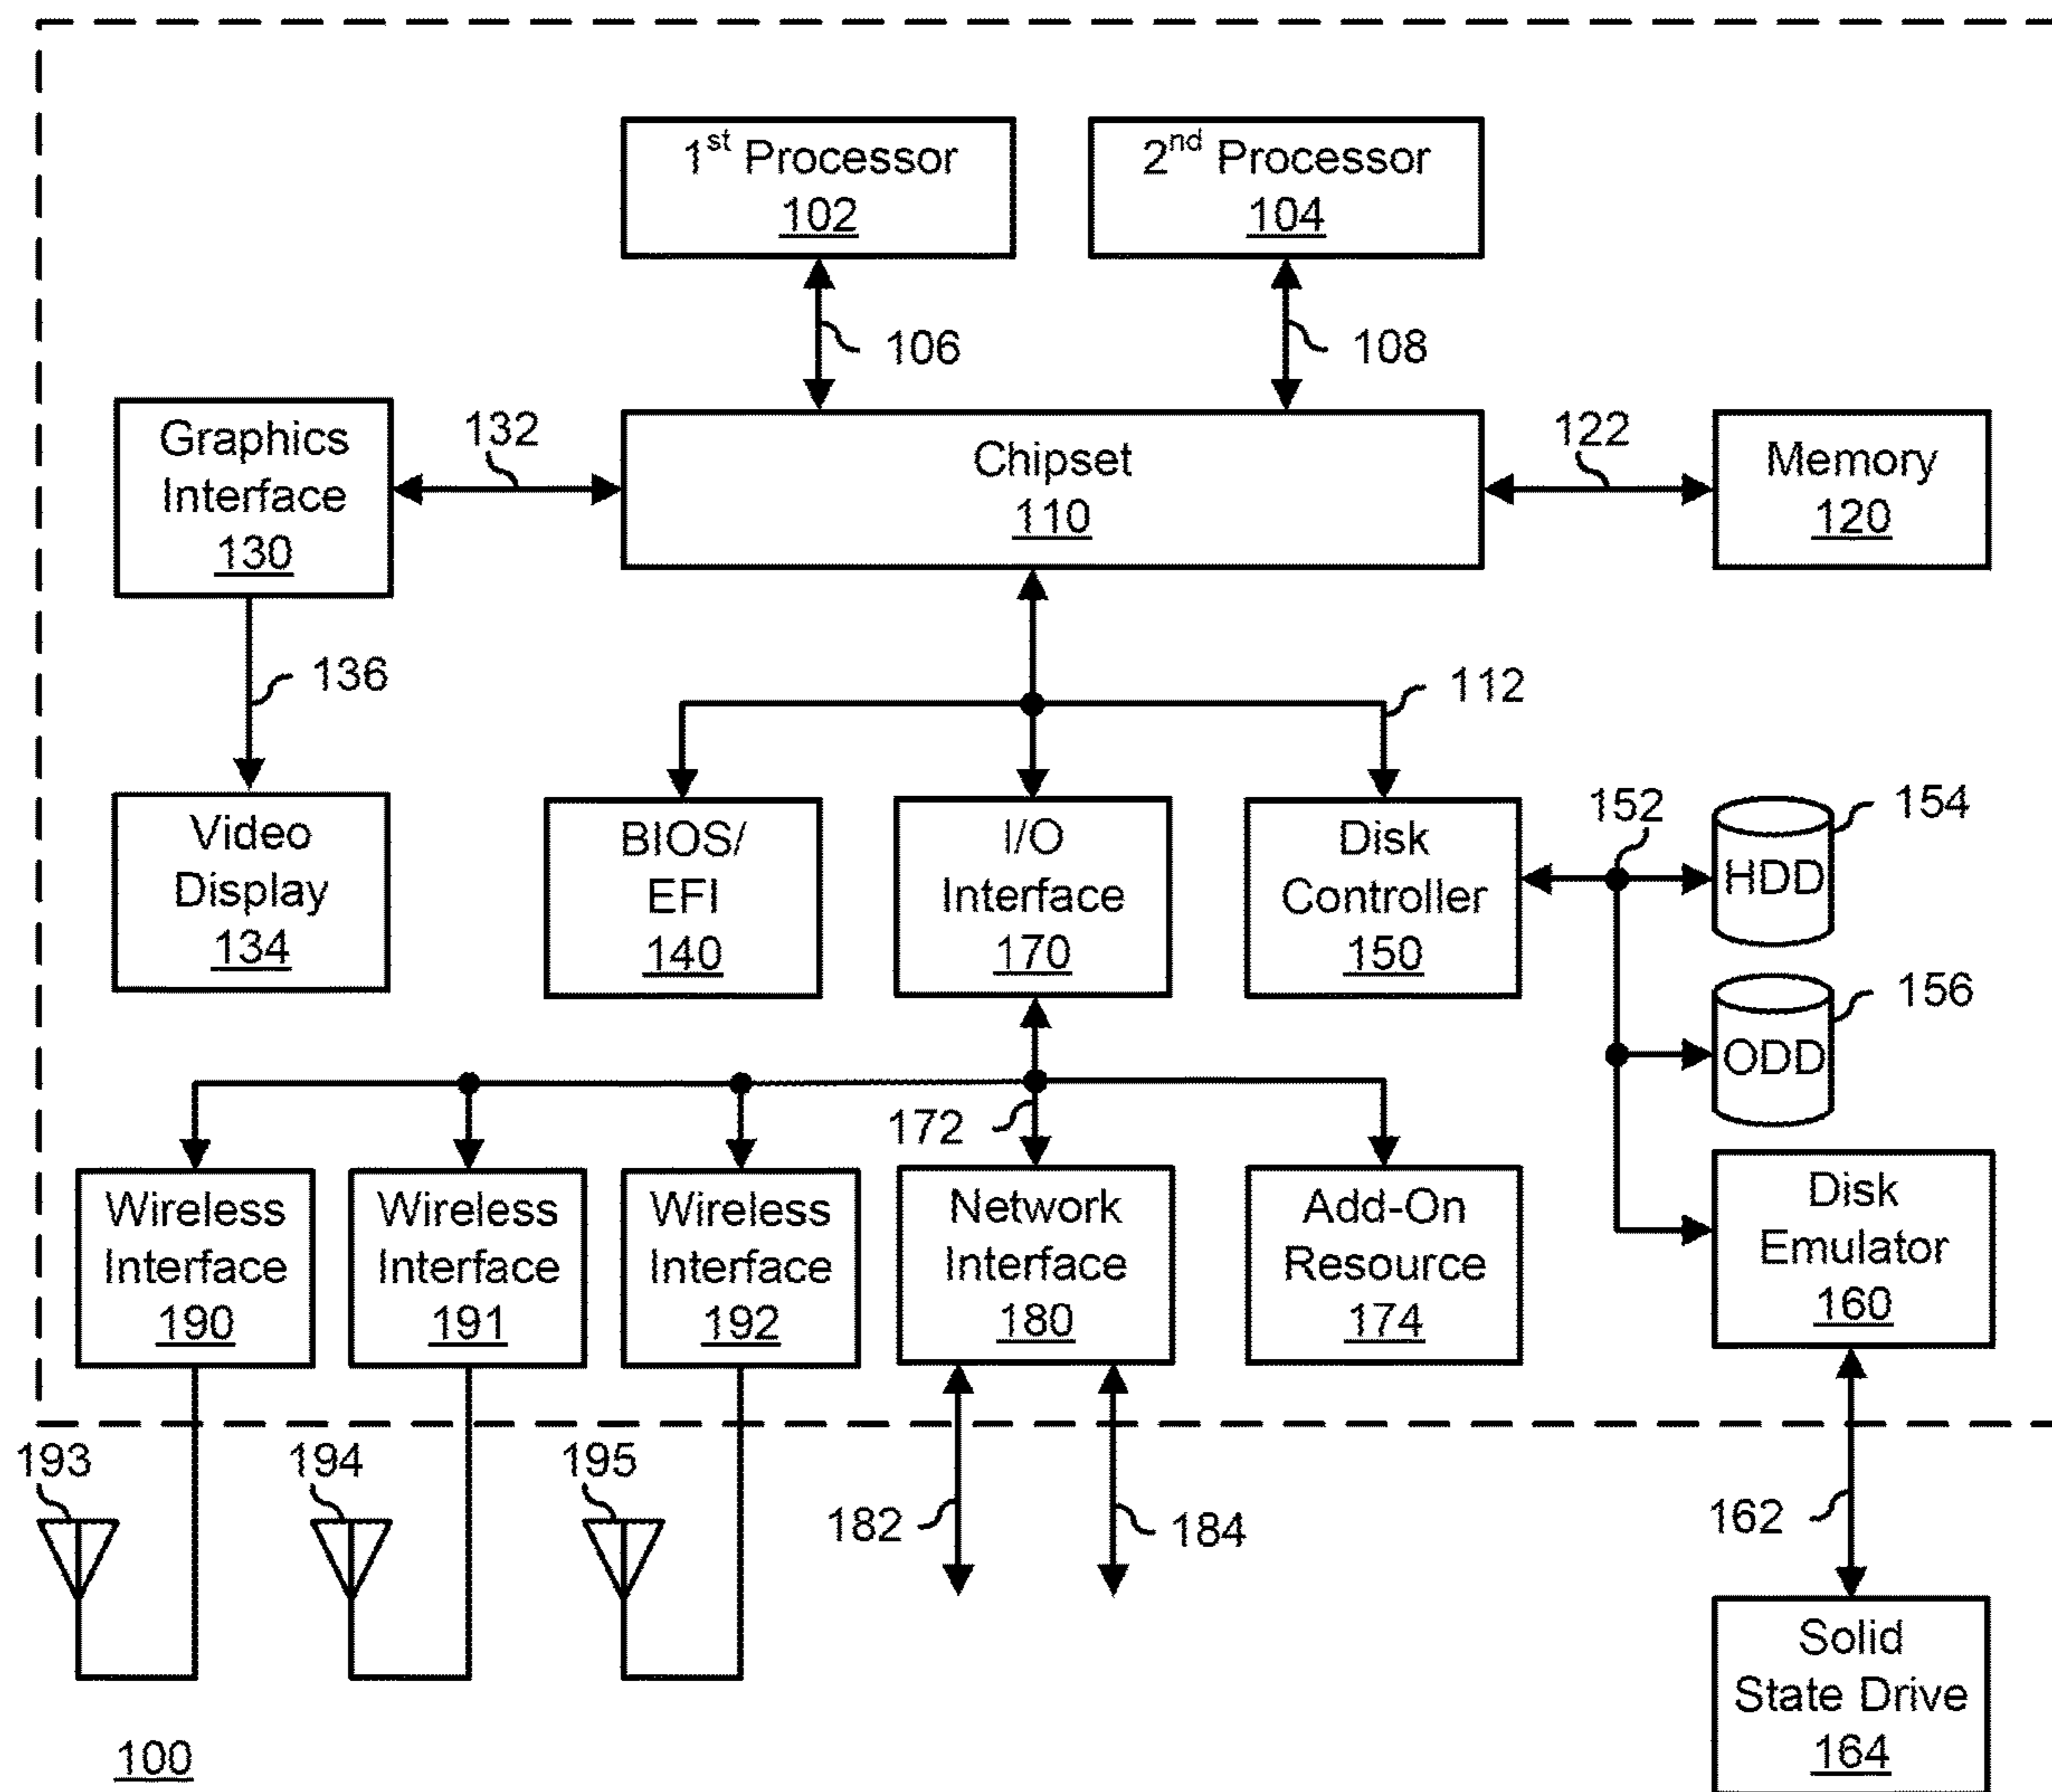 1st Processor
102
2nd Processor
104
106
108
Graphics
Interface
130
132
Chipset
110
122
Memory
120
136
112
Video
Display
134
BIOS/
EFI
140
I/O
Interface
170
Disk
Controller
150
152
154
HDD
156
ODD
172
Wireless
Interface
190
Wireless
Interface
191
Wireless
Interface
192
Network
Interface
180
Add-On
Resource
174
Disk
Emulator
160
193
194
195
182
184
162
Solid
State Drive
164
100